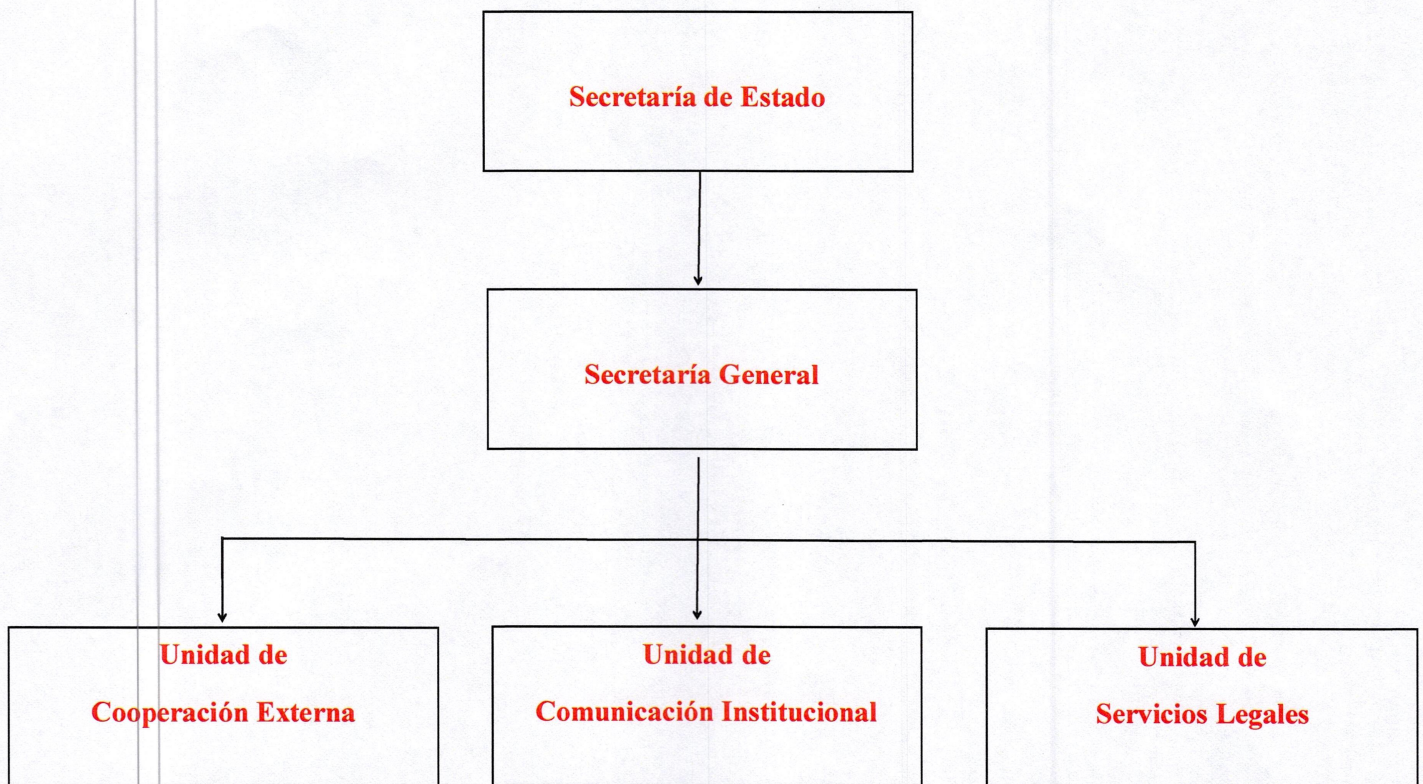 Secretaría de Estado
Secretaría General
Unidad de
Cooperación Externa
Unidad de
Comunicación Institucional
Unidad de
Servicios Legales